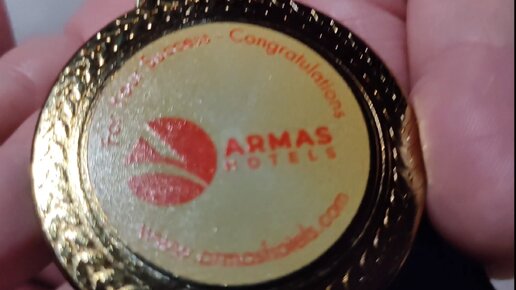 For Your Success - Congratulations
ARMAS
HOTELS
www.armashotels.com